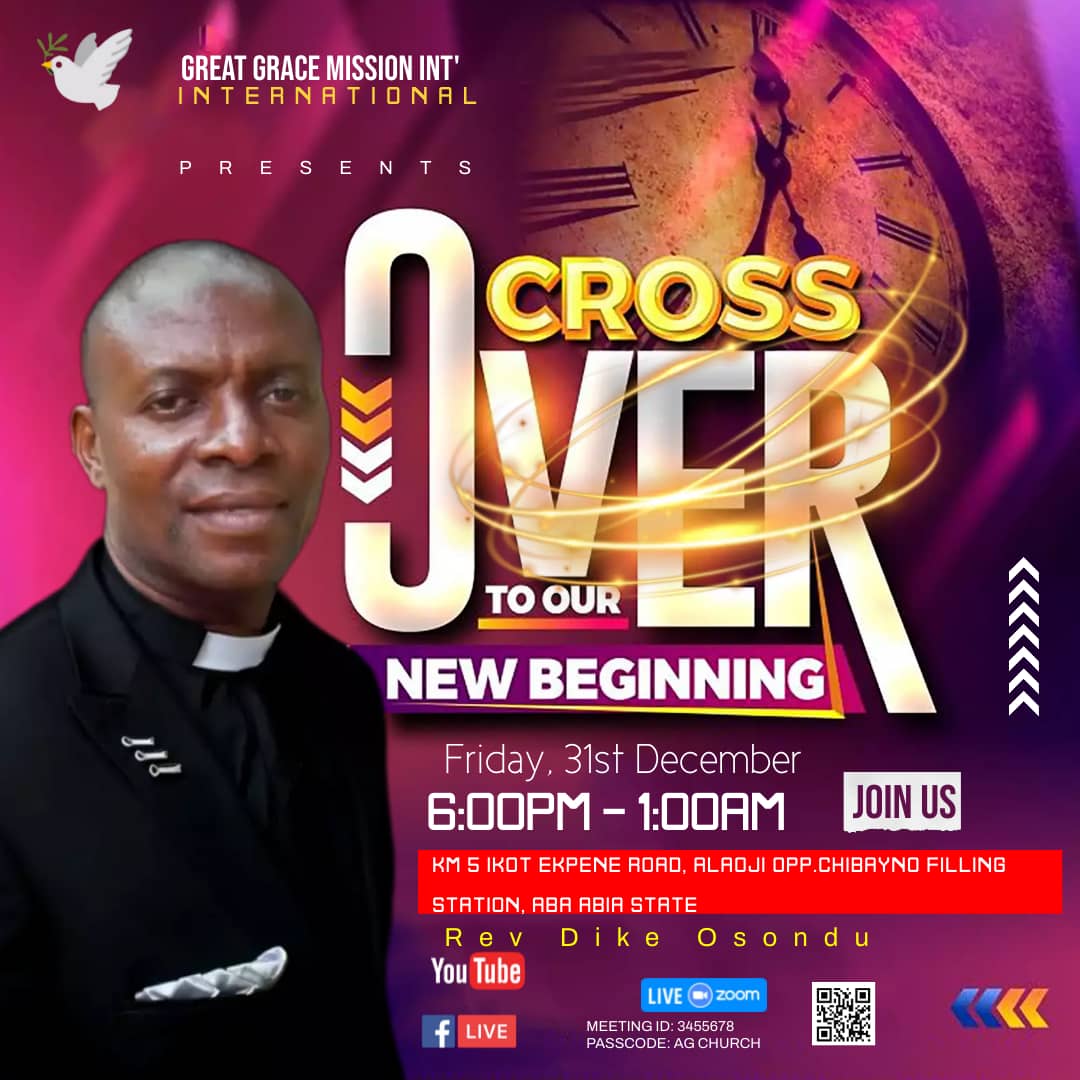 GREAT GRACE MISSION INT'
INTERNATIONAL
PRESENTS
CROSS
OVER
TO OUR
NEW BEGINNING
Friday, 31st December
6:00PM - 1:00AM
JOIN US
KM 5 IKOT EKPENE ROAD, ALAOJI OPP.CHIBAYNO FILLING
STATION, ABA ABIA STATE
Rev Dike Osondu
YouTube
LIVE zoom
f LIVE
MEETING ID: 3455678
PASSCODE: AG CHURCH